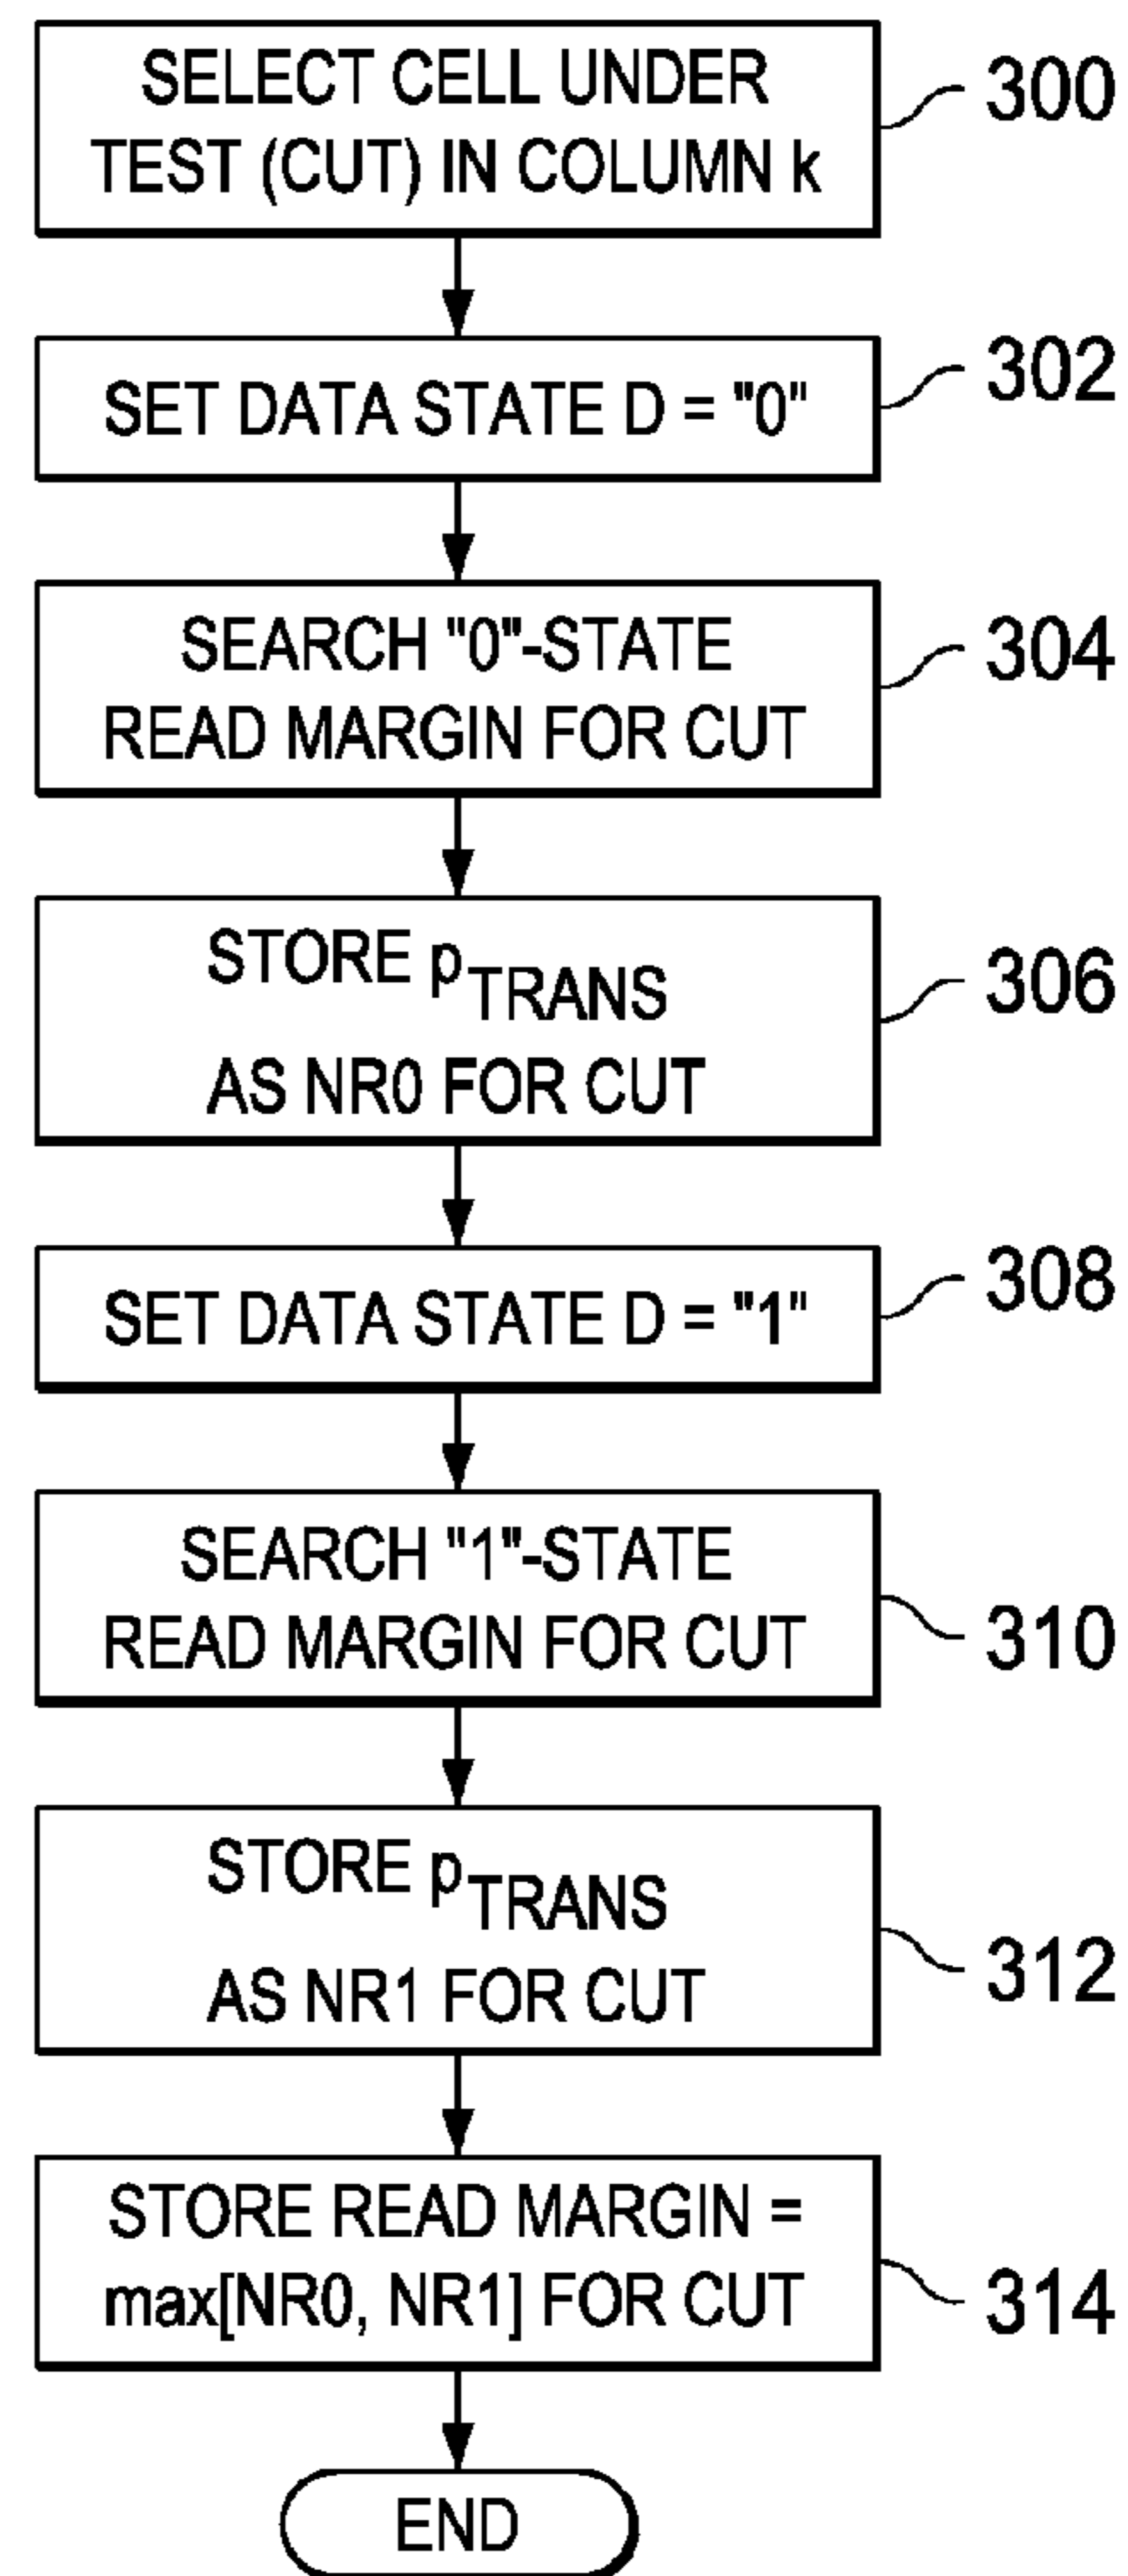 SELECT CELL UNDER
TEST (CUT) IN COLUMN k
300
SET DATA STATE D = "0"
302
SEARCH "0"-STATE
READ MARGIN FOR CUT
304
STORE pTRANS
AS NR0 FOR CUT
306
SET DATA STATE D = "1"
308
SEARCH "1"-STATE
READ MARGIN FOR CUT
310
STORE pTRANS
AS NR1 FOR CUT
312
STORE READ MARGIN =
max[NR0, NR1] FOR CUT
314
END